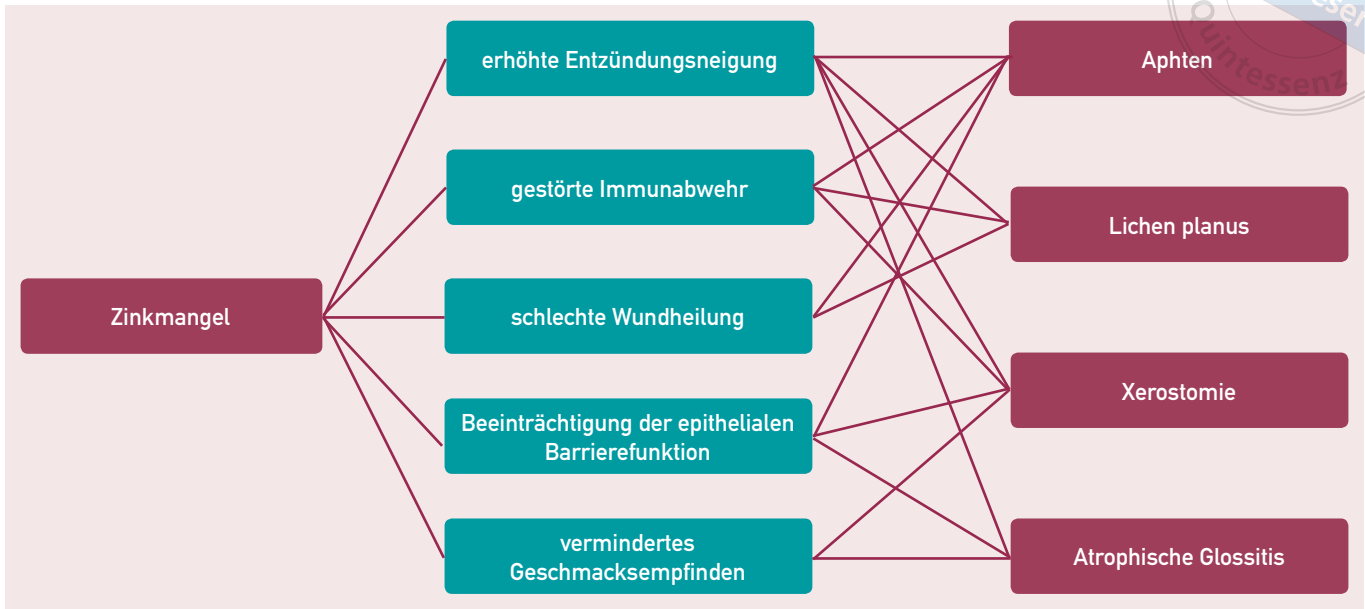 erhöhte Entzündungsneigung
Aphten
gestörte Immunabwehr
Lichen planus
Zinkmangel
schlechte Wundheilung
Xerostomie
Beeinträchtigung der epithelialen
Barrierefunktion
vermindertes
Geschmacksempfinden
Atrophische Glossitis
Quintessenz